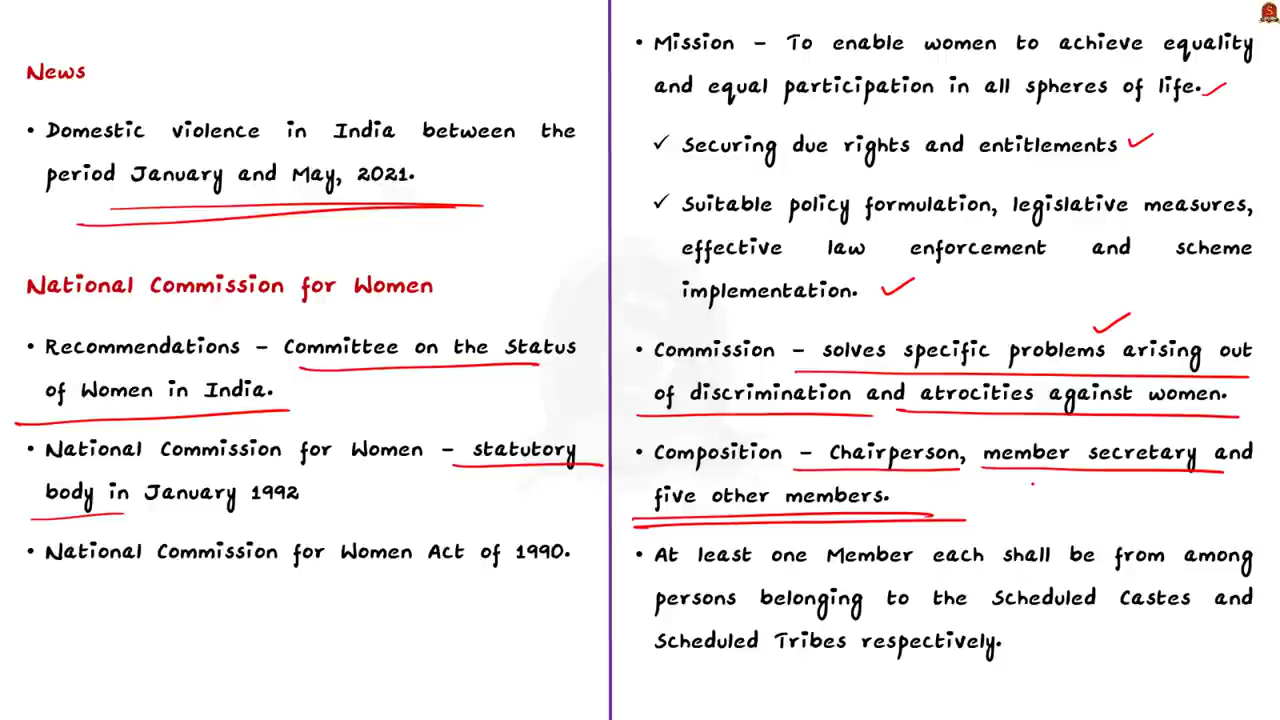 News
• Domestic violence in India between the
period January and May, 2021.
National Commission for Women
• Recommendations – Committee on the Status
of Women in India.
• National Commission for Women – statutory
body in January 1992
• National Commission for Women Act of 1990.
• Mission – To enable women to achieve equality
and equal participation in all spheres of life.
✓ Securing due rights and entitlements
✓ Suitable policy formulation, legislative measures,
effective law enforcement and scheme
implementation.
• Commission – solves specific problems arising out
of discrimination and atrocities against women.
• Composition – Chairperson, member secretary and
five other members.
• At least one Member each shall be from among
persons belonging to the Scheduled Castes and
Scheduled Tribes respectively.